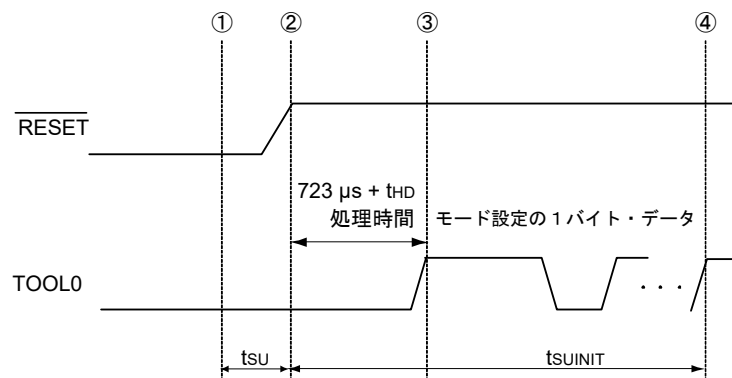 ① ② ③ ④
RESET
723 µs + tHD
処理時間 モード設定の1バイト・データ
TOOL0
・・・
tSU tSUINIT